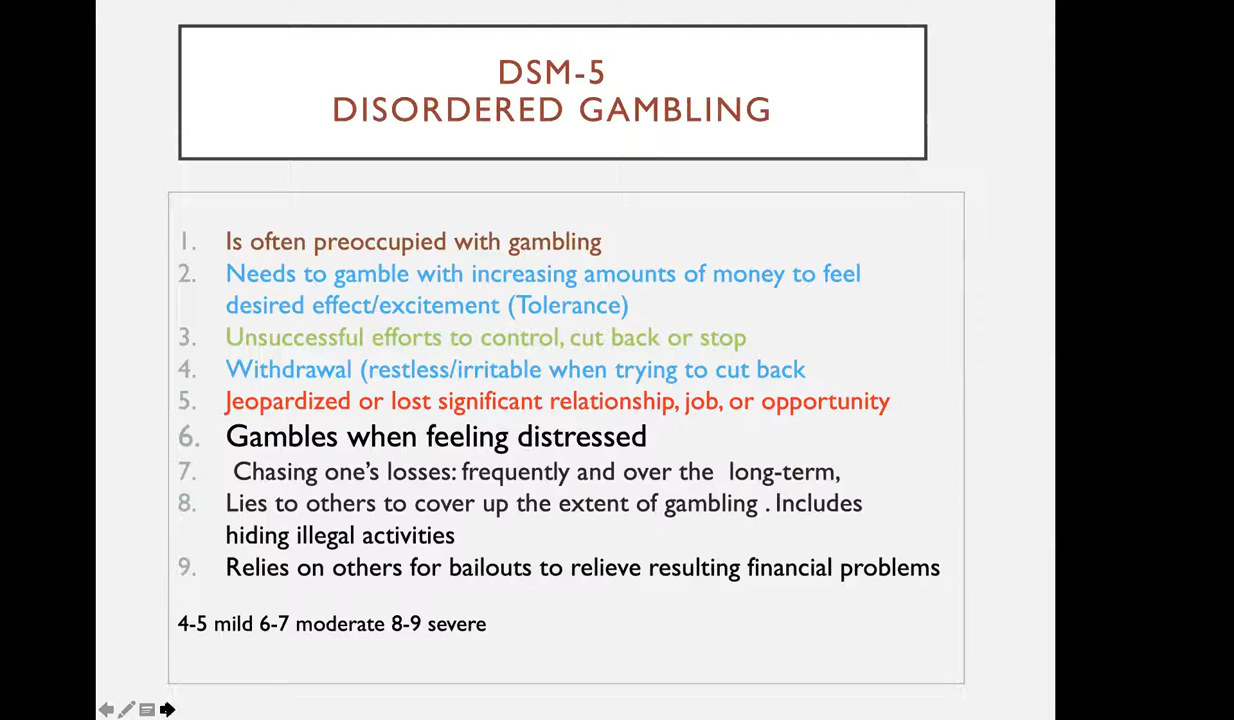 DSM-5
DISORDERED GAMBLING
1. Is often preoccupied with gambling
2. Needs to gamble with increasing amounts of money to feel
desired effect/excitement (Tolerance)
3. Unsuccessful efforts to control, cut back or stop
4. Withdrawal (restless/irritable when trying to cut back
5. Jeopardized or lost significant relationship, job, or opportunity
6. Gambles when feeling distressed
7. Chasing one's losses: frequently and over the long-term,
8. Lies to others to cover up the extent of gambling . Includes
hiding illegal activities
9. Relies on others for bailouts to relieve resulting financial problems
4-5 mild 6-7 moderate 8-9 severe